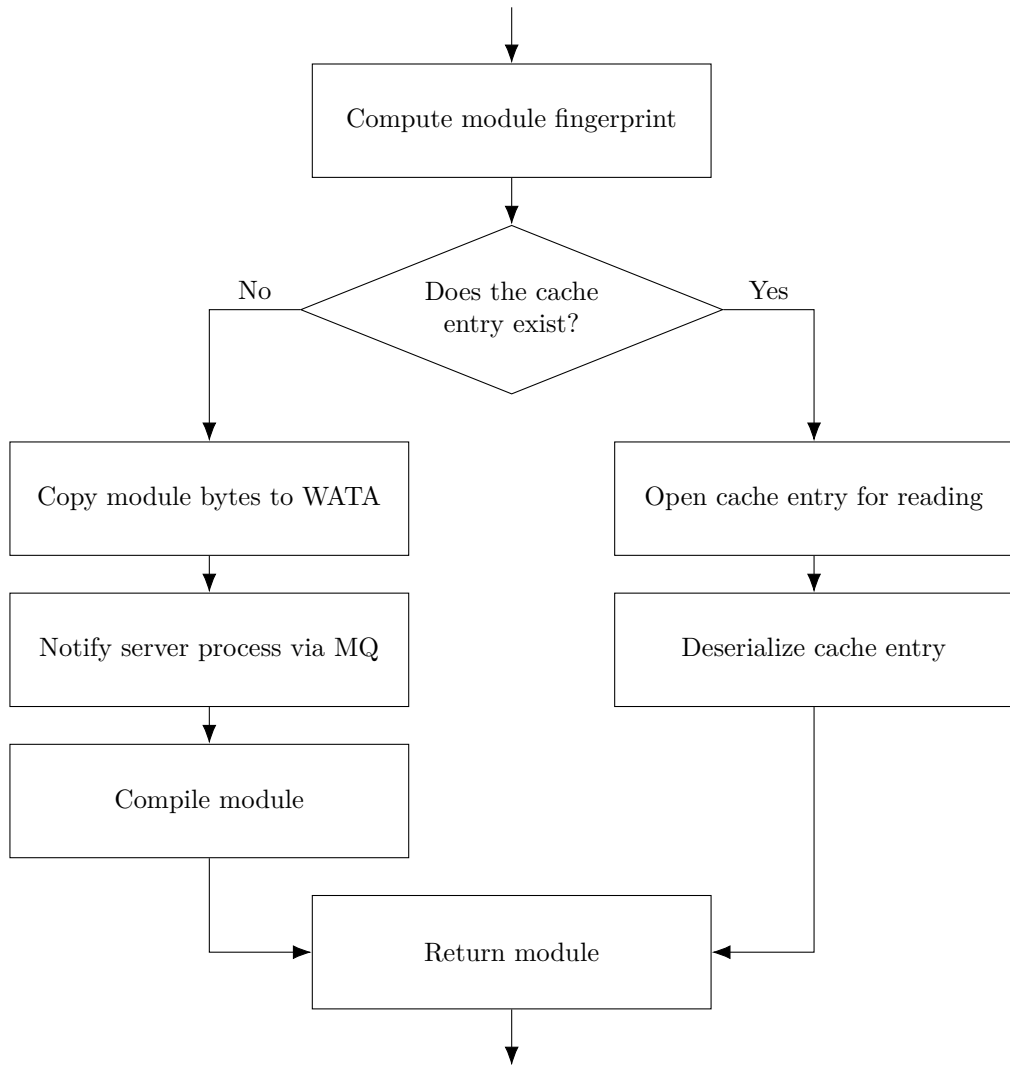 Compute module fingerprint
Does the cache
entry exist?
No
Yes
Copy module bytes to WATA
Open cache entry for reading
Notify server process via MQ
Deserialize cache entry
Compile module
Return module